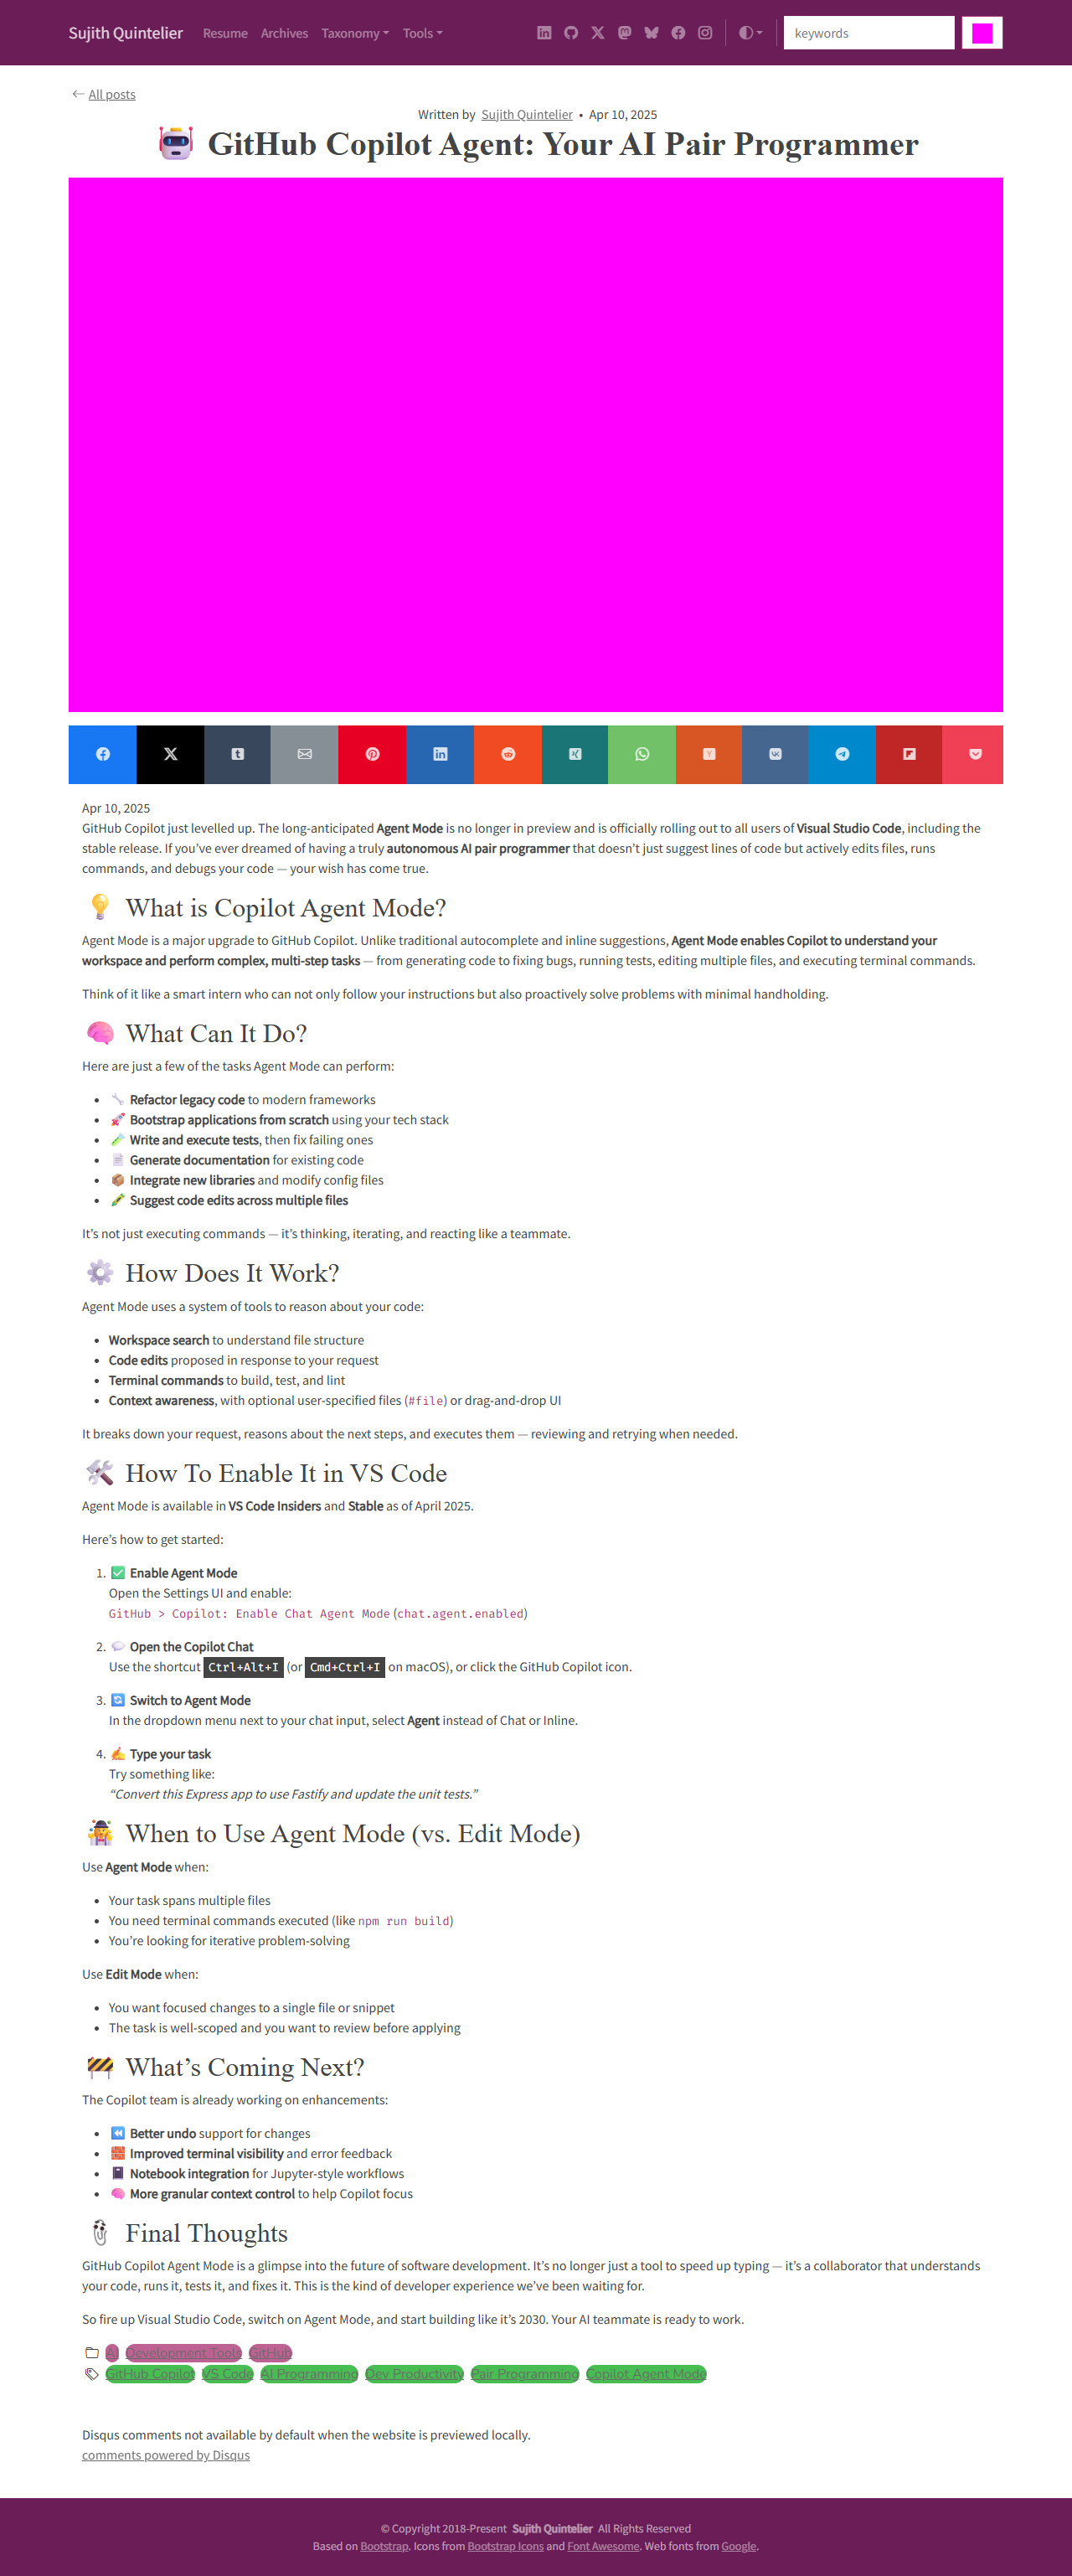 Sujith Quintelier Resume Archives Taxonomy Tools keywords
All posts
Written by Sujith Quintelier • Apr 10, 2025
GitHub Copilot Agent: Your AI Pair Programmer
Apr 10, 2025
GitHub Copilot just levelled up. The long-anticipated Agent Mode is no longer in preview and is officially rolling out to all users of Visual Studio Code, including the
stable release. If you’ve ever dreamed of having a truly autonomous AI pair programmer that doesn’t just suggest lines of code but actively edits files, runs
commands, and debugs your code — your wish has come true.
What is Copilot Agent Mode?
Agent Mode is a major upgrade to GitHub Copilot. Unlike traditional autocomplete and inline suggestions, Agent Mode enables Copilot to understand your
workspace and perform complex, multi-step tasks — from generating code to fixing bugs, running tests, editing multiple files, and executing terminal commands.
Think of it like a smart intern who can not only follow your instructions but also proactively solve problems with minimal handholding.
What Can It Do?
Here are just a few of the tasks Agent Mode can perform:
• Refactor legacy code to modern frameworks
• Bootstrap applications from scratch using your tech stack
• Write and execute tests, then fix failing ones
• Generate documentation for existing code
• Integrate new libraries and modify config files
• Suggest code edits across multiple files
It’s not just executing commands — it’s thinking, iterating, and reacting like a teammate.
How Does It Work?
Agent Mode uses a system of tools to reason about your code:
• Workspace search to understand file structure
• Code edits proposed in response to your request
• Terminal commands to build, test, and lint
• Context awareness, with optional user-specified files (#file) or drag-and-drop UI
It breaks down your request, reasons about the next steps, and executes them — reviewing and retrying when needed.
How To Enable It in VS Code
Agent Mode is available in VS Code Insiders and Stable as of April 2025.
Here’s how to get started:
1. Enable Agent Mode
Open the Settings UI and enable:
GitHub > Copilot: Enable Chat Agent Mode (chat.agent.enabled)
2. Open the Copilot Chat
Use the shortcut Ctrl+Alt+I (or Cmd+Ctrl+I on macOS), or click the GitHub Copilot icon.
3. Switch to Agent Mode
In the dropdown menu next to your chat input, select Agent instead of Chat or Inline.
4. Type your task
Try something like:
“Convert this Express app to use Fastify and update the unit tests.”
When to Use Agent Mode (vs. Edit Mode)
Use Agent Mode when:
• Your task spans multiple files
• You need terminal commands executed (like npm run build)
• You’re looking for iterative problem-solving
Use Edit Mode when:
• You want focused changes to a single file or snippet
• The task is well-scoped and you want to review before applying
What’s Coming Next?
The Copilot team is already working on enhancements:
• Better undo support for changes
• Improved terminal visibility and error feedback
• Notebook integration for Jupyter-style workflows
• More granular context control to help Copilot focus
Final Thoughts
GitHub Copilot Agent Mode is a glimpse into the future of software development. It’s no longer just a tool to speed up typing — it’s a collaborator that understands
your code, runs it, tests it, and fixes it. This is the kind of developer experience we’ve been waiting for.
So fire up Visual Studio Code, switch on Agent Mode, and start building like it’s 2030. Your AI teammate is ready to work.
AI Development Tools GitHub
GitHub Copilot VS Code AI Programming Dev Productivity Pair Programming Copilot Agent Mode
Disqus comments not available by default when the website is previewed locally.
comments powered by Disqus
© Copyright 2018-Present Sujith Quintelier All Rights Reserved
Based on Bootstrap. Icons from Bootstrap Icons and Font Awesome. Web fonts from Google.